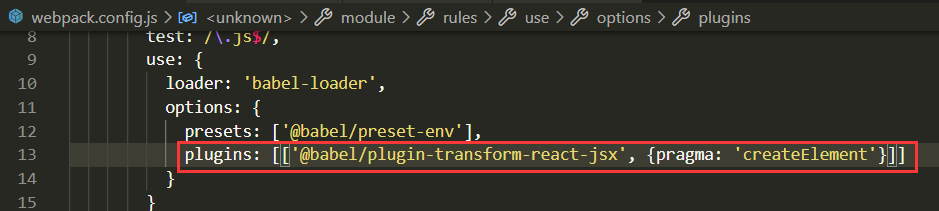 webpack.config.js > <unknown> > module > rules > use > options > plugins
8 test: /\.js$/,
9 use: {
10 loader: 'babel-loader',
11 options: {
12 presets: ['@babel/preset-env'],
13 plugins: [['@babel/plugin-transform-react-jsx', {pragma: 'createElement'}]]
14 }
15 }